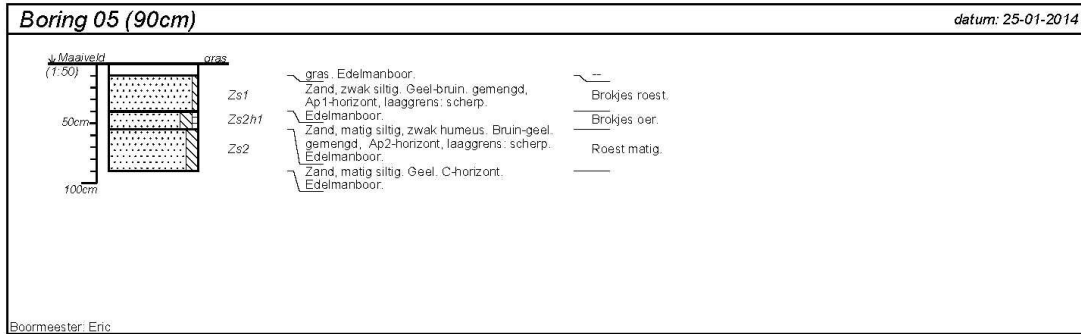 Boring 05 (90cm)
datum: 25-01-2014
Maaiveld
gras
(1:50)
gras. Edelmanboor.
--
Zs1
Zand, zwak siltig. Geel-bruin. gemengd,
Ap1-horizont, laaggrens: scherp.
Edelmanboor.
Brokjes roest.
50cm
Zs2h1
Zand, matig siltig, zwak humeus. Bruin-geel.
gemengd, Ap2-horizont, laaggrens: scherp.
Edelmanboor.
Brokjes oer.
Zs2
Zand, matig siltig. Geel. C-horizont.
Edelmanboor.
Roest matig.
100cm
Boormeester: Eric